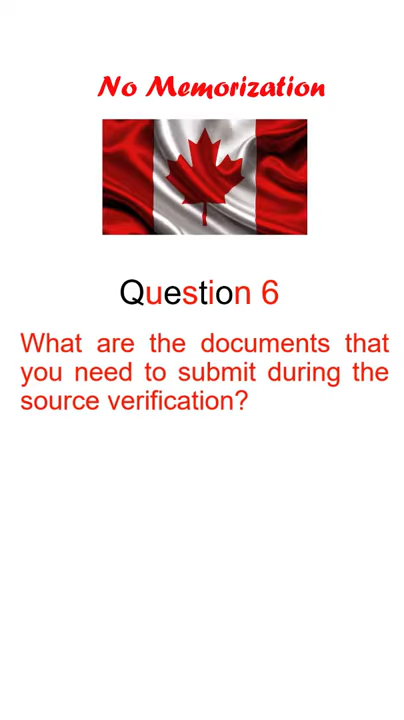 No Memorization
Question 6
What are the documents that
you need to submit during the
source verification?